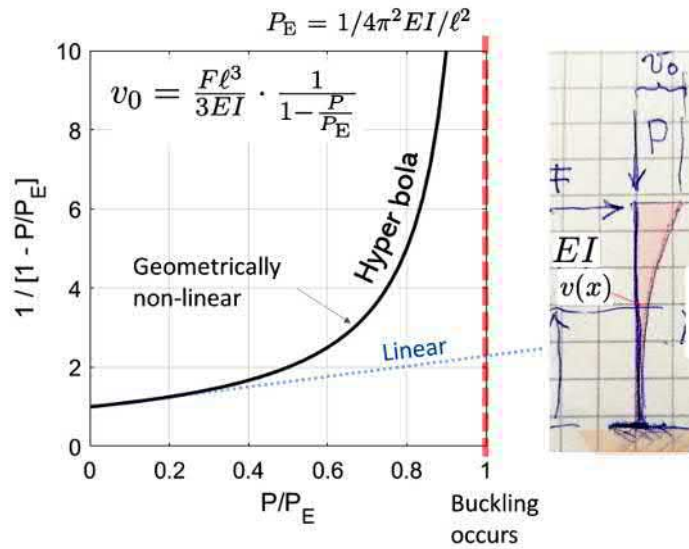 P_E = 1/4π²EI/ℓ²
v₀ = Fℓ³/3EI · 1/(1-P/P_E)
10
8
6
4
2
0
1 / [1 - P/P_E]
Hyper bola
Geometrically
non-linear
Linear
0 0.2 0.4 0.6 0.8 1
P/P_E
Buckling
occurs
v₀
P
F
EI
v(x)